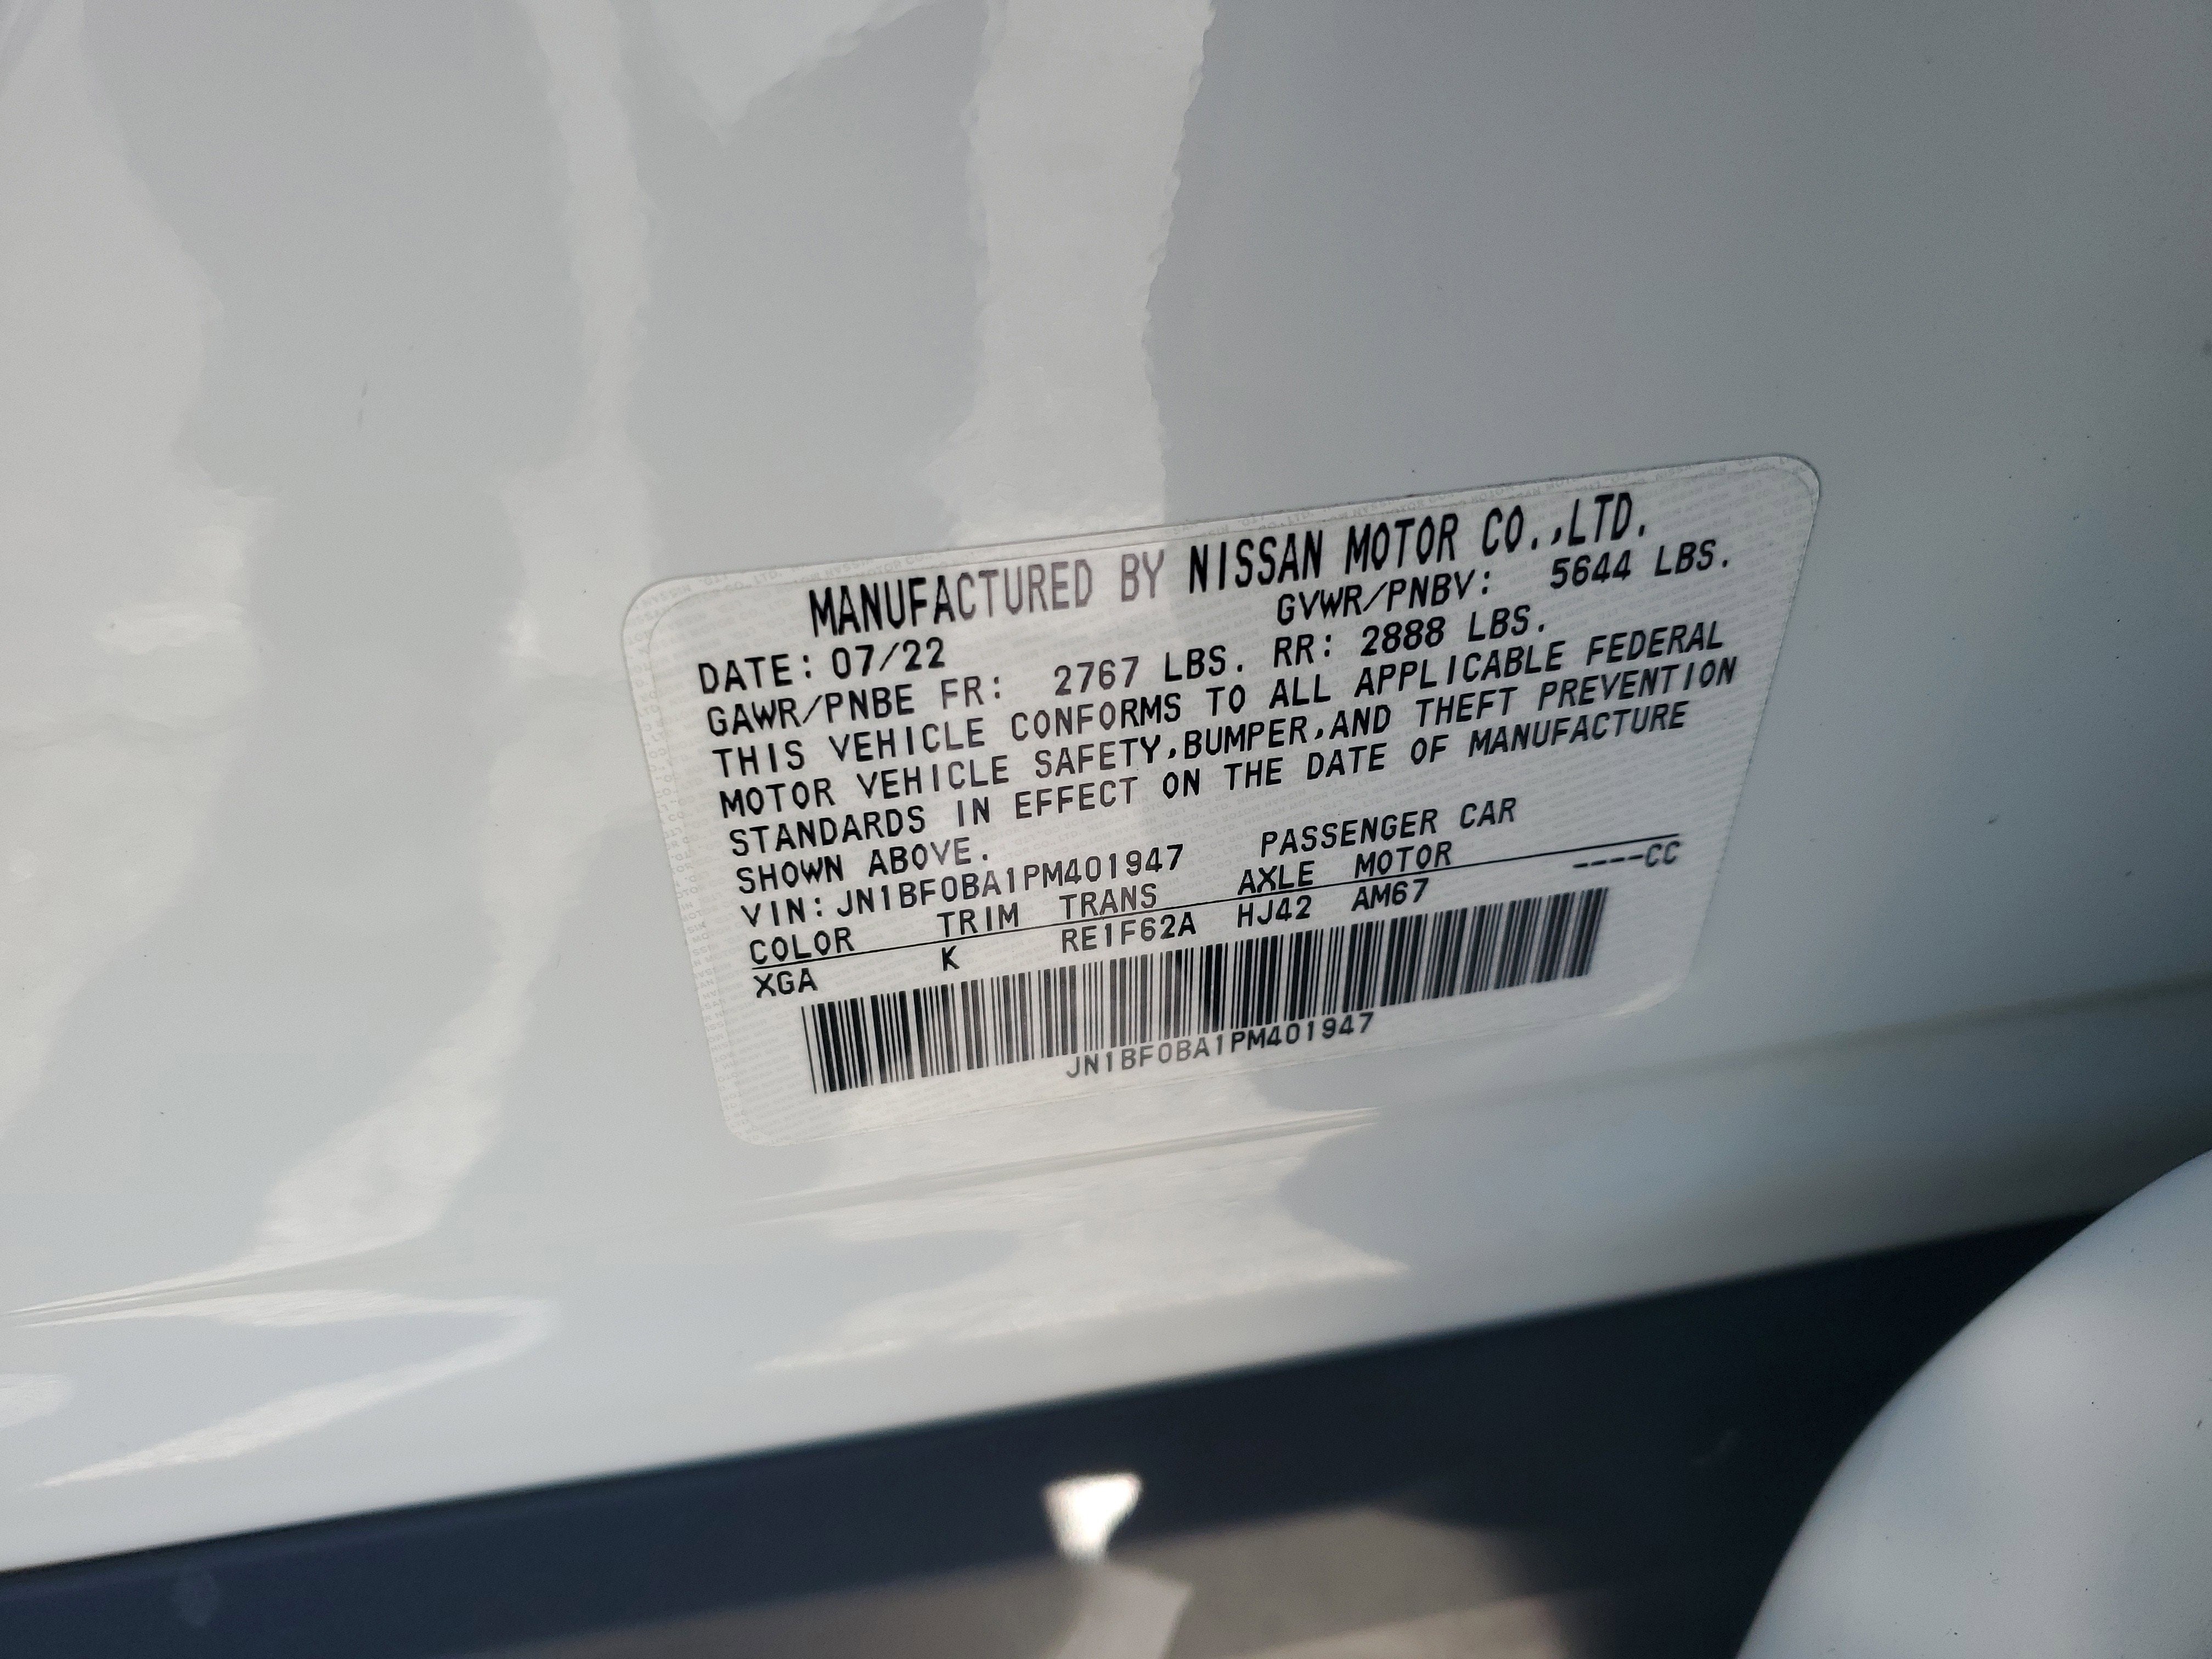 MANUFACTURED BY NISSAN MOTOR CO.,LTD.
DATE: 07/22 GVWR/PNBV: 5644 LBS.
GAWR/PNBE FR: 2767 LBS. RR: 2888 LBS.
THIS VEHICLE CONFORMS TO ALL APPLICABLE FEDERAL
MOTOR VEHICLE SAFETY,BUMPER,AND THEFT PREVENTION
STANDARDS IN EFFECT ON THE DATE OF MANUFACTURE
SHOWN ABOVE.
VIN: JN1BF0BA1PM401947 PASSENGER CAR
COLOR TRIM TRANS AXLE MOTOR ----CC
XGA K RE1F62A HJ42 AM67
JN1BF0BA1PM401947